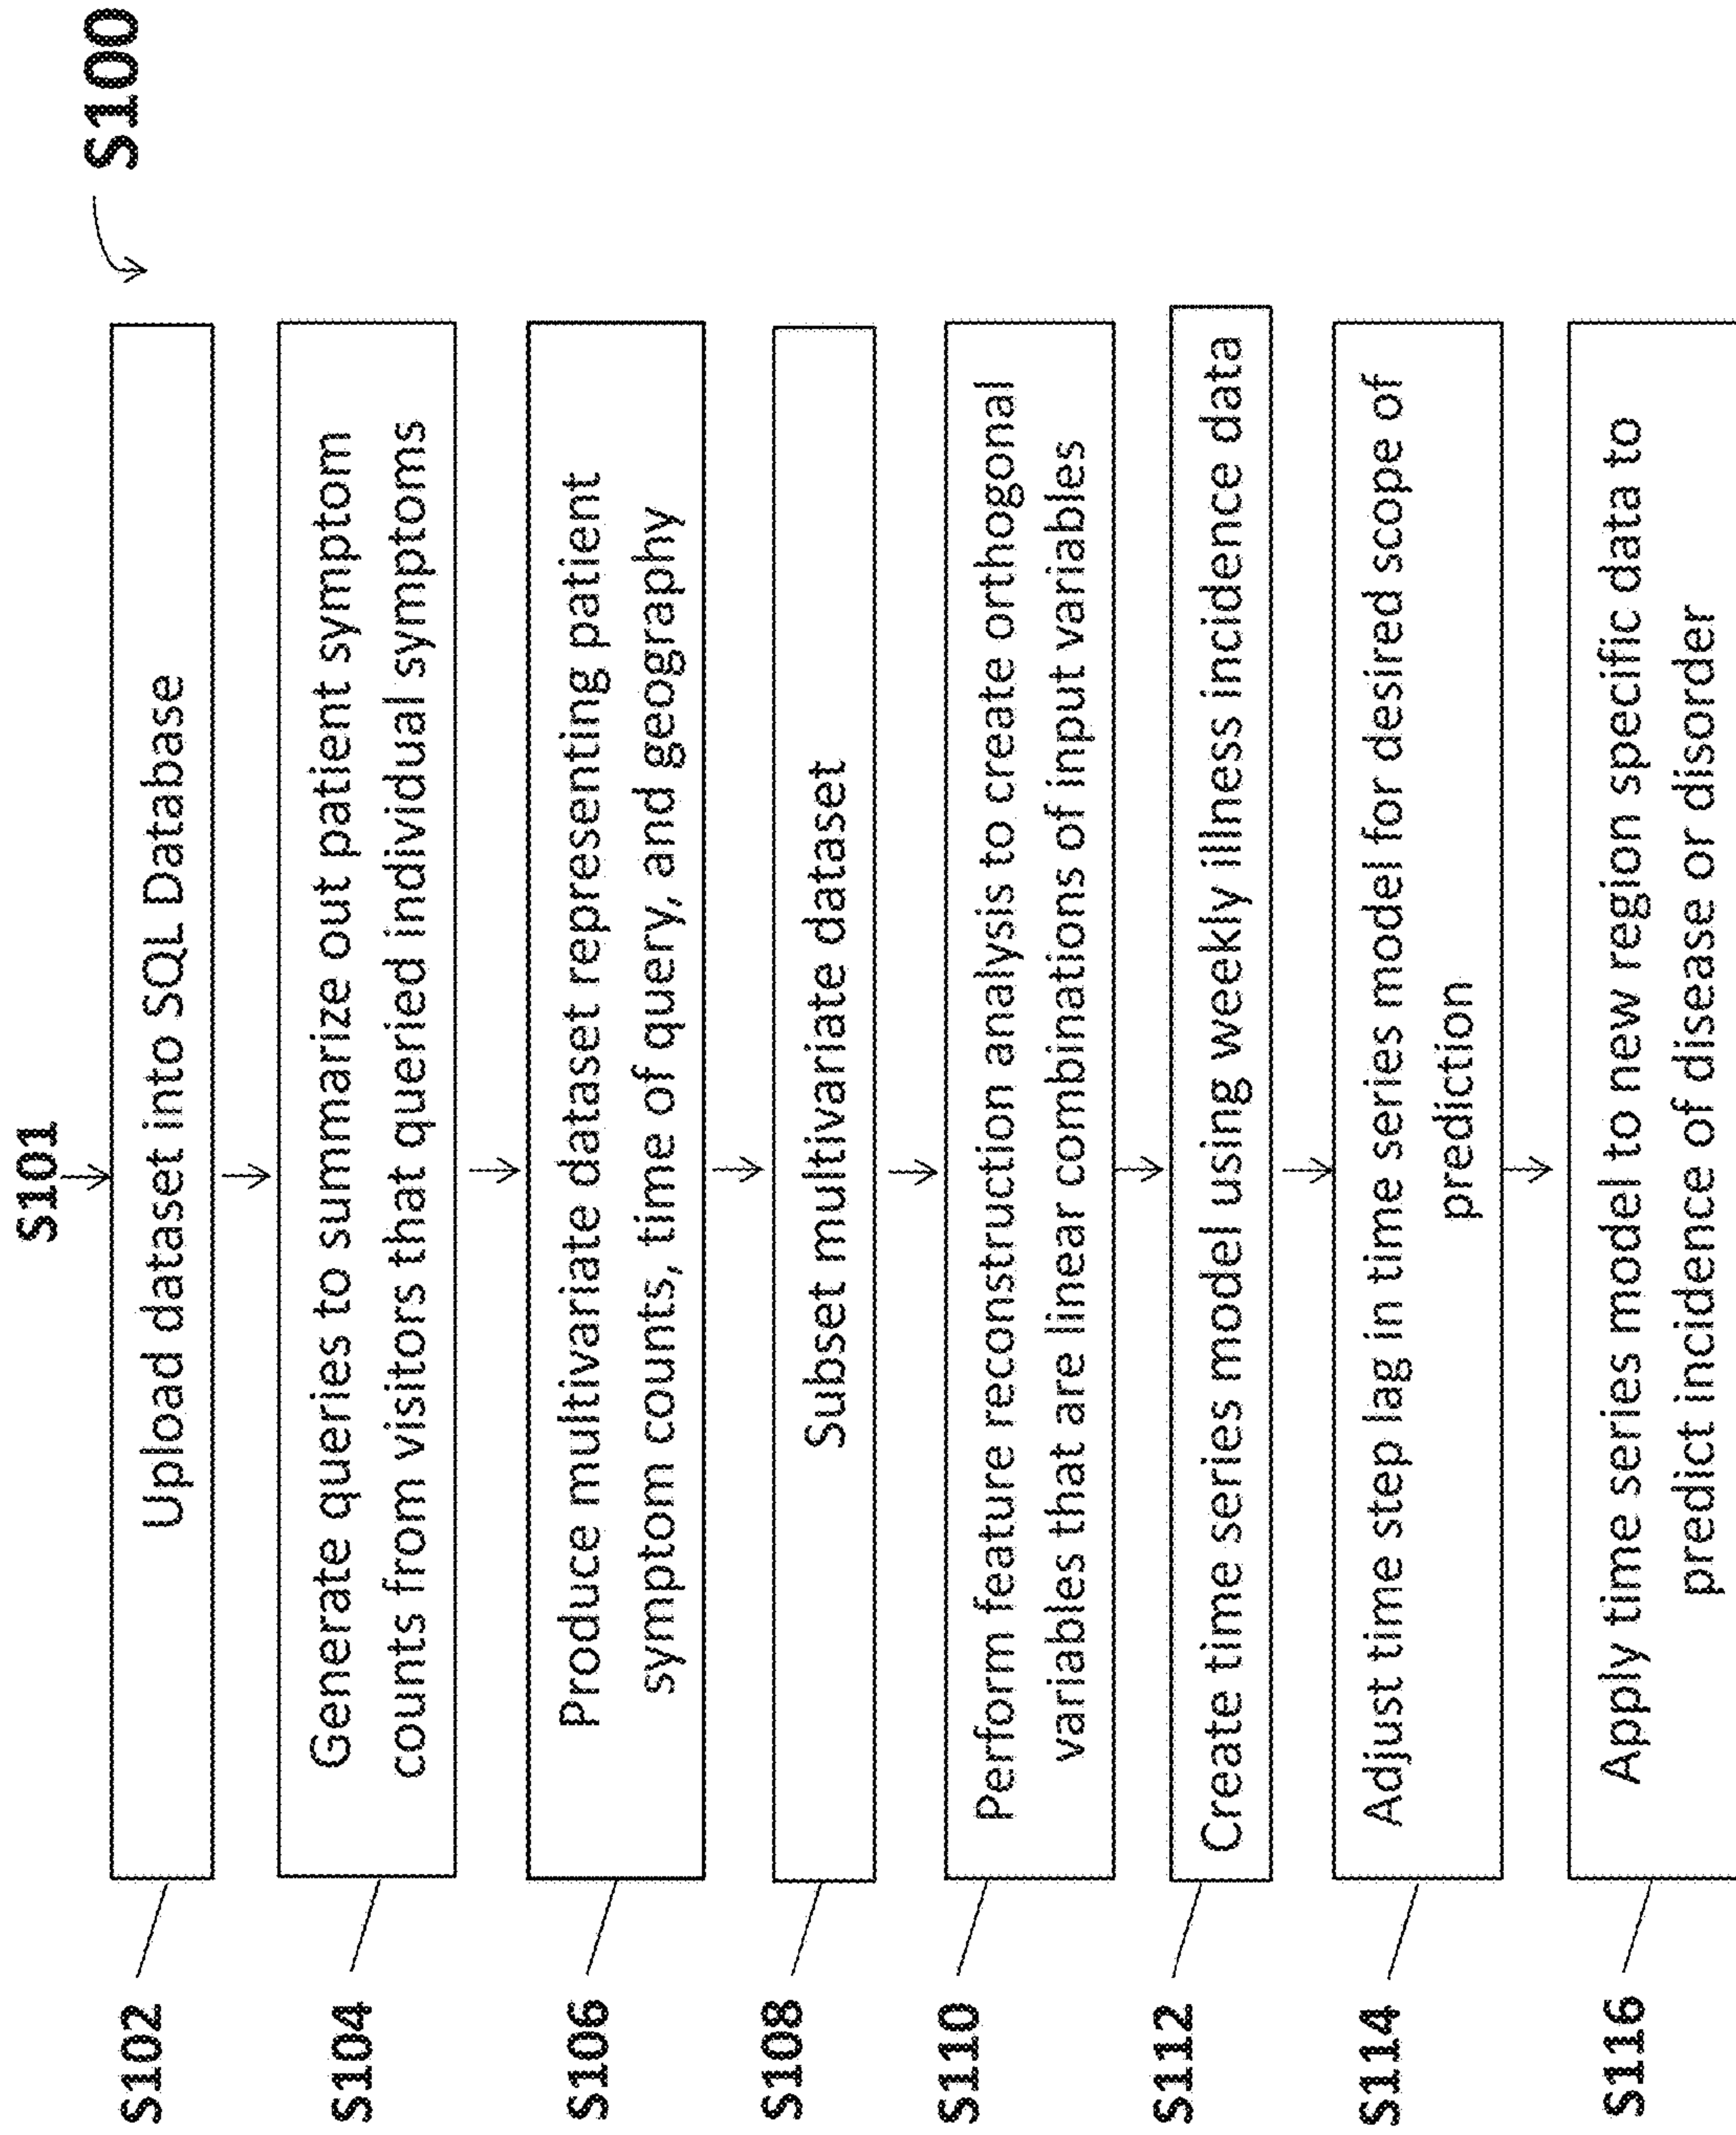 S100
S101
S102
Upload dataset into SQL Database
S104
Generate queries to summarize out patient symptom
counts from visitors that queried individual symptoms
S106
Produce multivariate dataset representing patient
symptom counts, time of query, and geography
S108
Subset multivariate dataset
S110
Perform feature reconstruction analysis to create orthogonal
variables that are linear combinations of input variables
S112
Create time series model using weekly illness incidence data
S114
Adjust time step lag in time series model for desired scope of
prediction
S116
Apply time series model to new region specific data to
predict incidence of disease or disorder